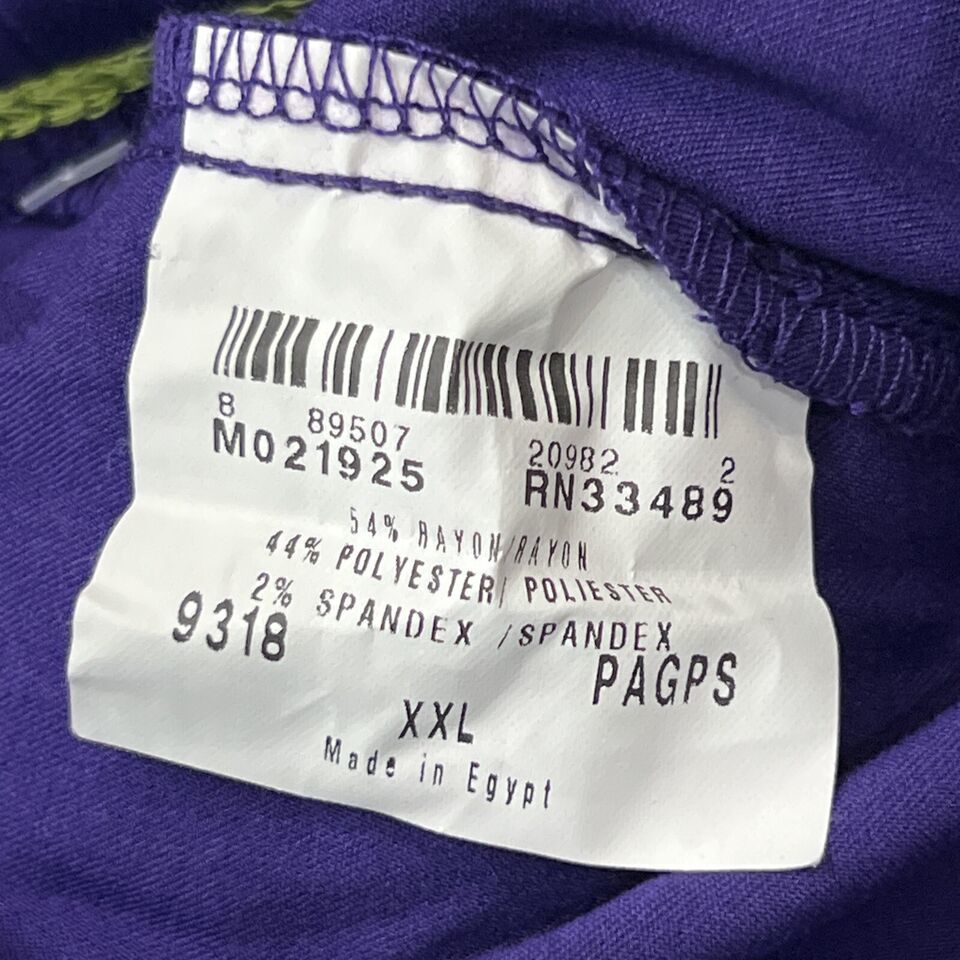 8 89507 20982 2
M021925 RN33489
54% RAYON/RAYON
44% POLYESTER/ POLIESTER
2% SPANDEX /SPANDEX
9318 PAGPS
XXL
Made in Egypt